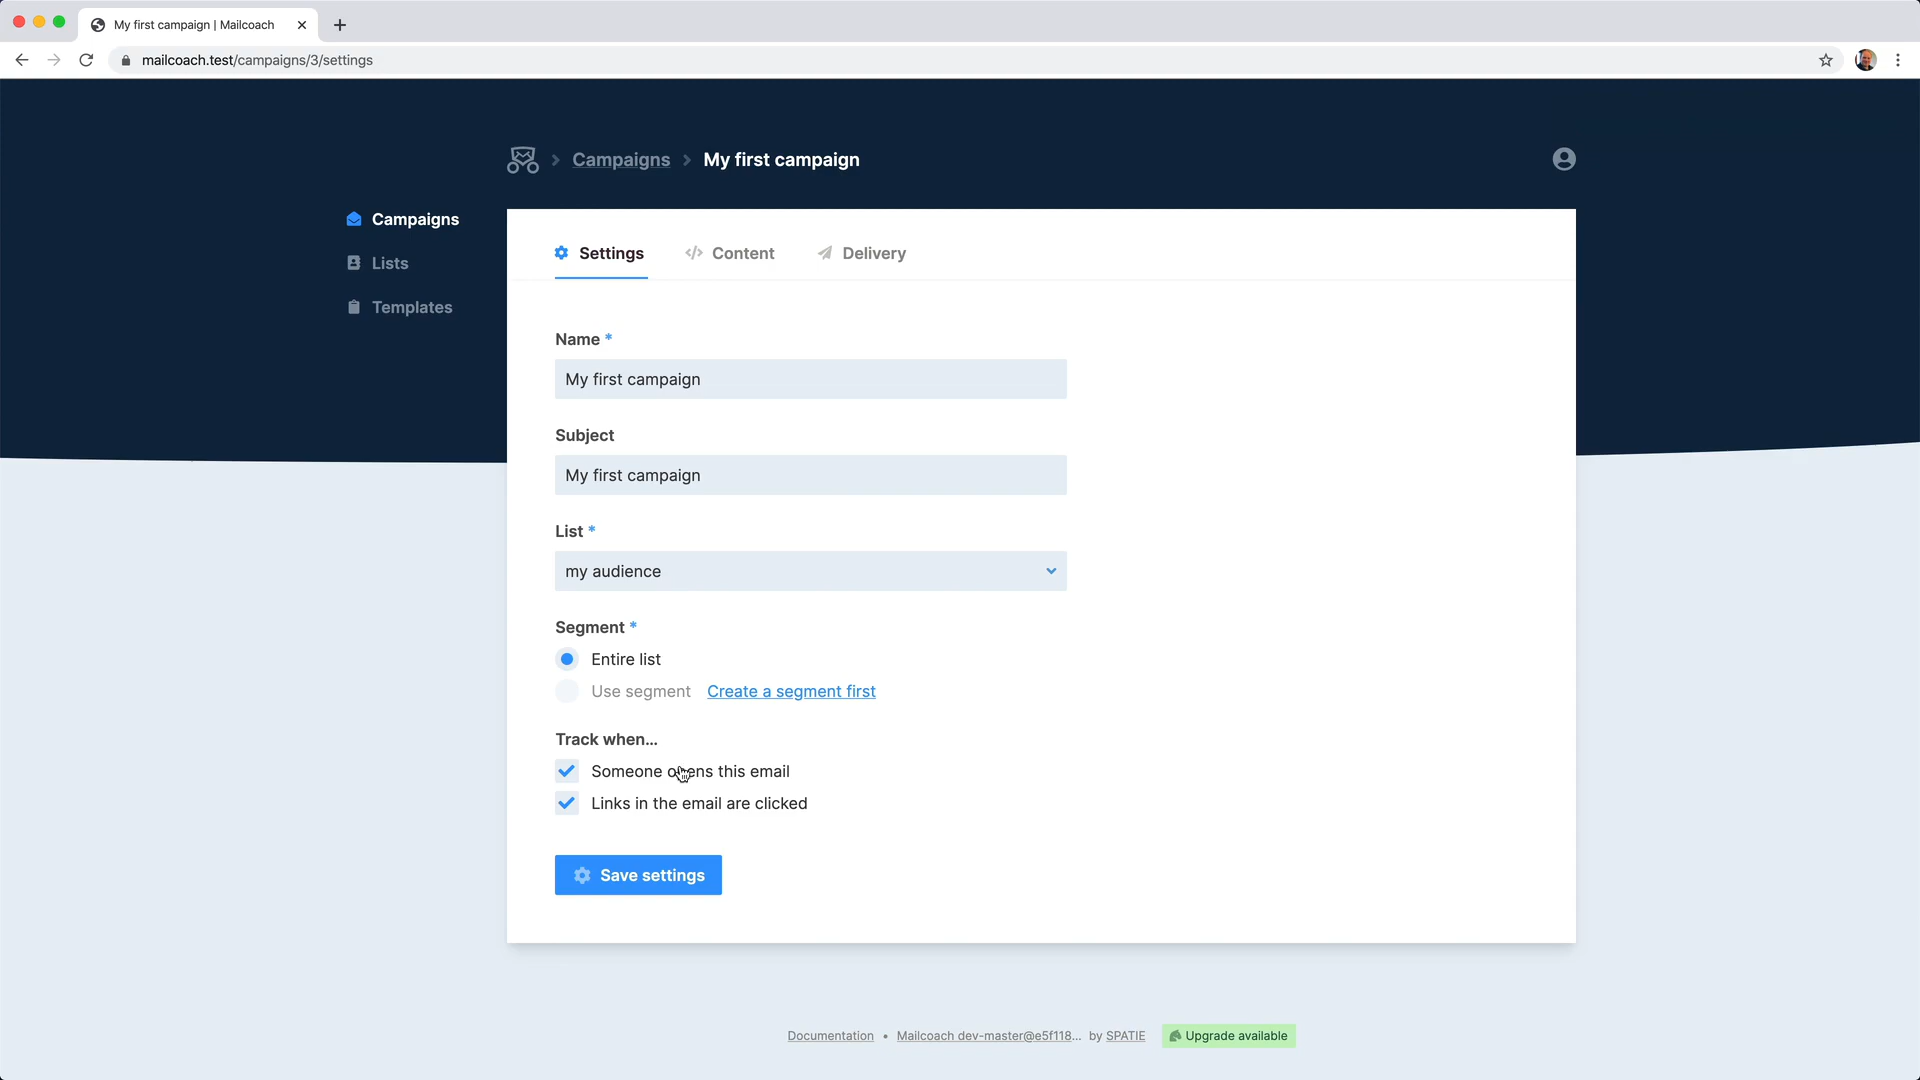 My first campaign | Mailcoach
mailcoach.test/campaigns/3/settings
Campaigns
My first campaign
Campaigns
Lists
Templates
Settings
Content
Delivery
Name *
My first campaign
Subject
My first campaign
List *
my audience
Segment *
Entire list
Use segment Create a segment first
Track when...
Someone opens this email
Links in the email are clicked
Save settings
Documentation • Mailcoach dev-master@e5f118... by SPATIE Upgrade available